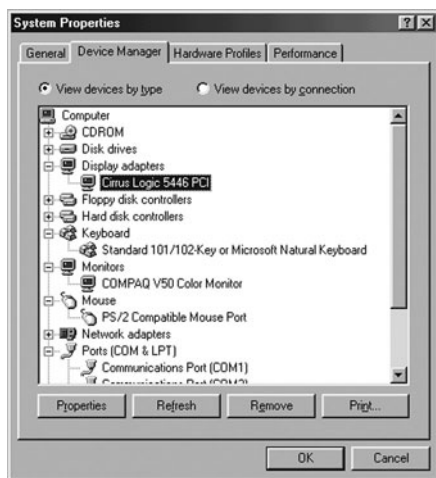 System Properties
General Device Manager Hardware Profiles Performance
View devices by type View devices by connection
Computer
CDROM
Disk drives
Display adapters
Cirrus Logic 5446 PCI
Floppy disk controllers
Hard disk controllers
Keyboard
Standard 101/102-Key or Microsoft Natural Keyboard
Monitors
COMPAQ V50 Color Monitor
Mouse
PS/2 Compatible Mouse Port
Network adapters
Ports (COM & LPT)
Communications Port (COM1)
Communications Port (COM2)
Properties Refresh Remove Print...
OK Cancel